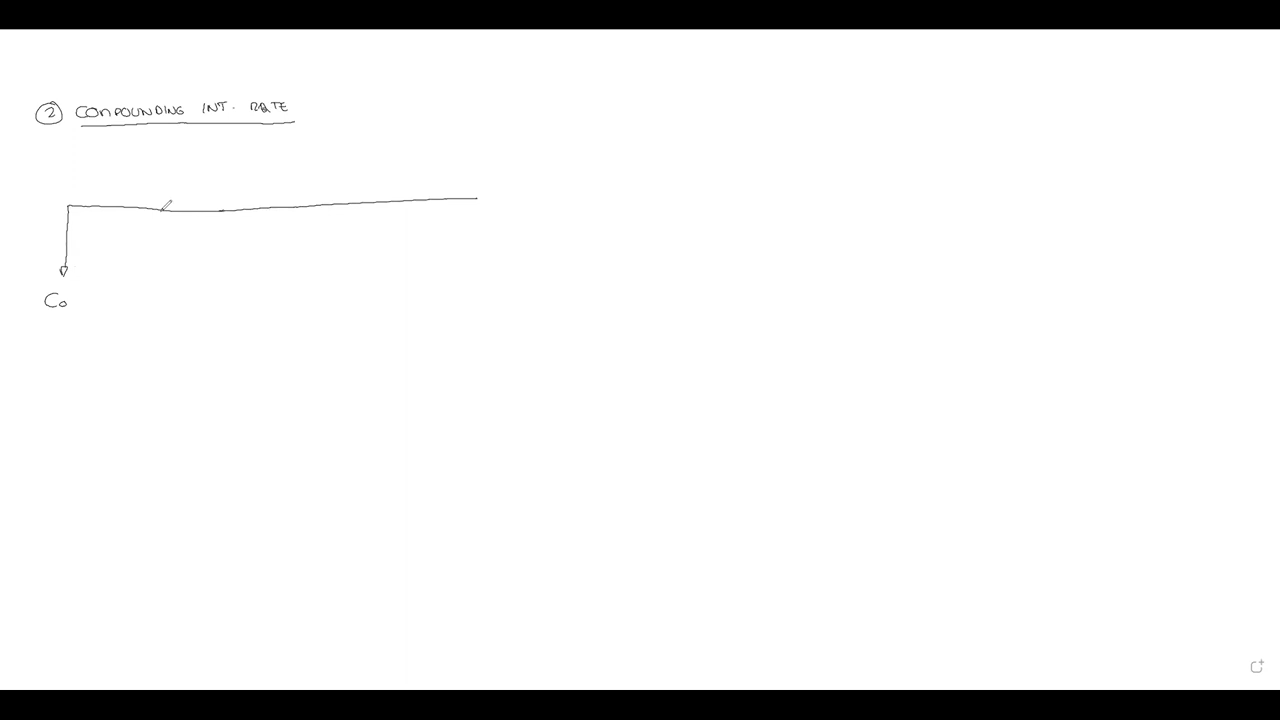 ② COMPOUNDING INT. RATE
C₀